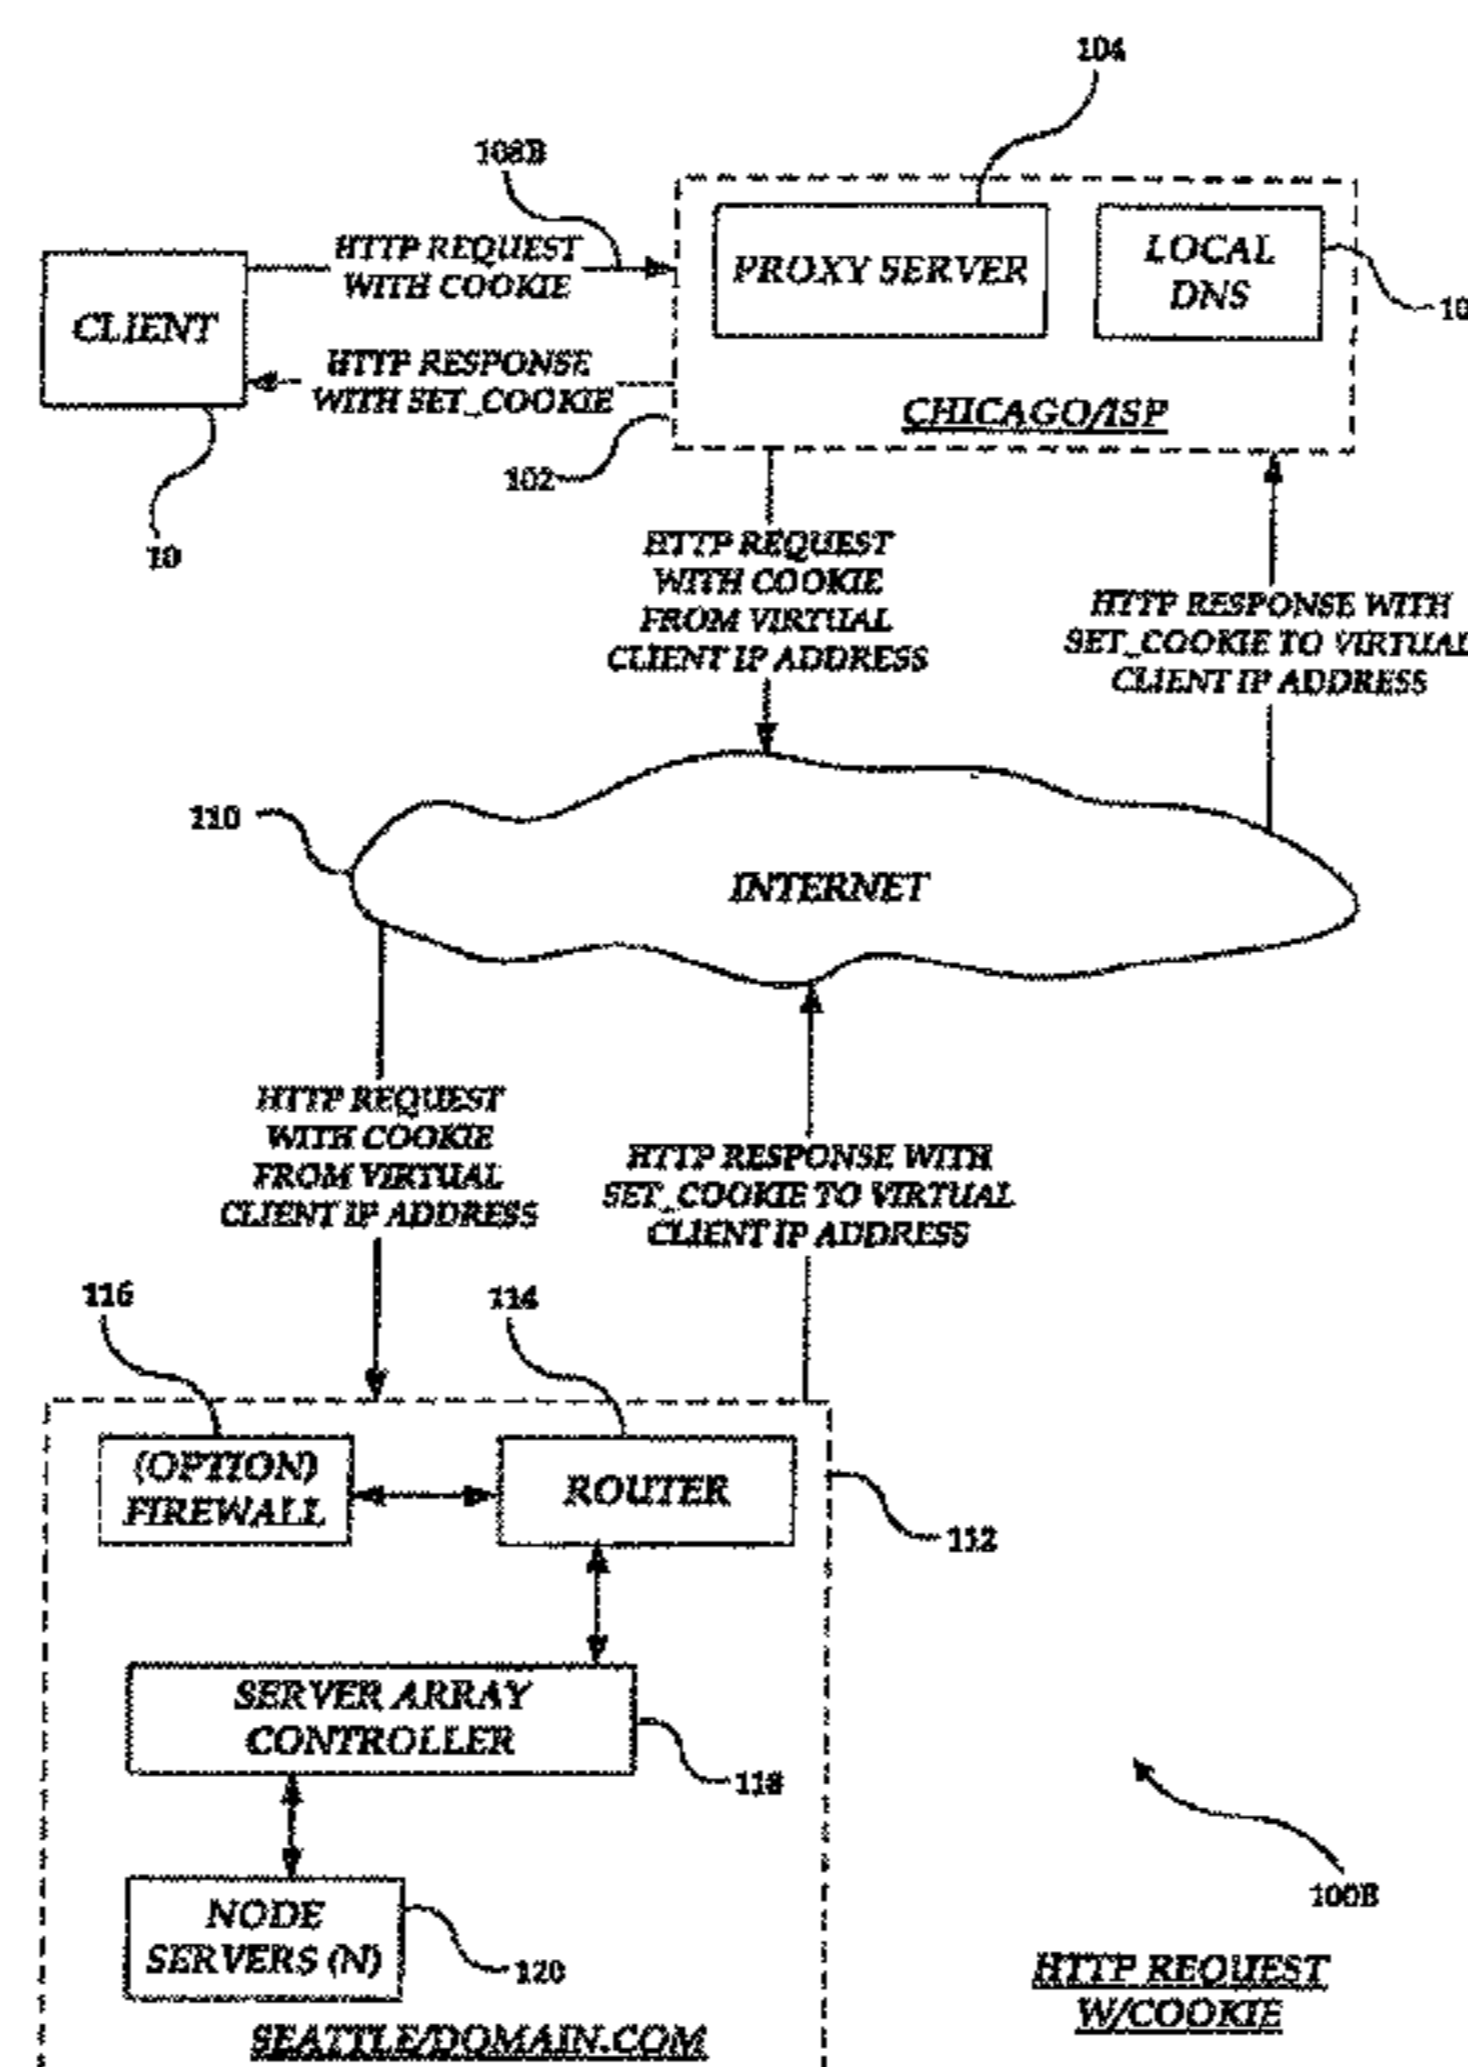 104
108B
HTTP REQUEST
WITH COOKIE
PROXY SERVER
LOCAL
DNS
CLIENT
10
HTTP RESPONSE
WITH SET_COOKIE
CHICAGO/ISP
102
10
HTTP REQUEST
WITH COOKIE
FROM VIRTUAL
CLIENT IP ADDRESS
HTTP RESPONSE WITH
SET_COOKIE TO VIRTUAL
CLIENT IP ADDRESS
110
INTERNET
HTTP REQUEST
WITH COOKIE
FROM VIRTUAL
CLIENT IP ADDRESS
HTTP RESPONSE WITH
SET_COOKIE TO VIRTUAL
CLIENT IP ADDRESS
116
114
(OPTION)
FIREWALL
ROUTER
112
SERVER ARRAY
CONTROLLER
118
100B
NODE
SERVERS (N)
120
HTTP REQUEST
W/COOKIE
SEATTLE/DOMAIN.COM